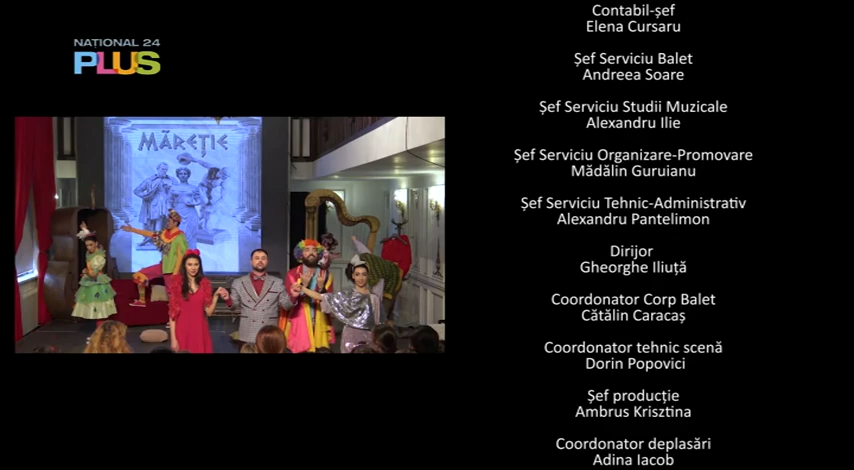 NAȚIONAL 24
PLUS
MĂREȚIE
Contabil-șef
Elena Cursaru
Șef Serviciu Balet
Andreea Soare
Șef Serviciu Studii Muzicale
Alexandru Ilie
Șef Serviciu Organizare-Promovare
Mădălin Guruianu
Șef Serviciu Tehnic-Administrativ
Alexandru Pantelimon
Dirijor
Gheorghe Iliuță
Coordonator Corp Balet
Cătălin Caracaș
Coordonator tehnic scenă
Dorin Popovici
Șef producție
Ambrus Krisztina
Coordonator deplasări
Adina Iacob